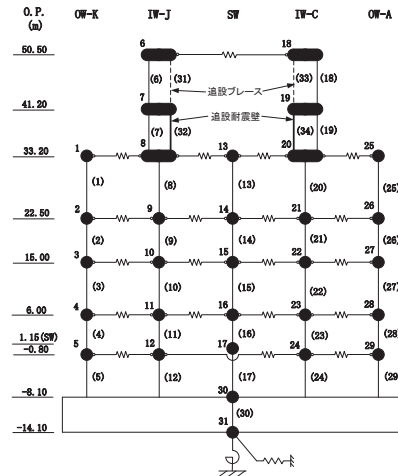 O.P. OW-K IW-J SW IW-C OW-A
(m)
50.50 6 18
(6) (31) (33) (18)
追設ブレース
41.20 7 19
追設耐震壁
(7) (32) (34) (19)
33.20 1 8 13 20 25
(1) (8) (13) (20) (25)
22.50 2 9 14 21 26
(2) (9) (14) (21) (26)
15.00 3 10 15 22 27
(3) (10) (15) (22) (27)
6.00 4 11 16 23 28
(4) (11) (16) (23) (28)
1.15(SW) 17
-0.80 5 12 24 29
(5) (12) (17) (24) (29
-8.10 30
(30)
-14.10 31